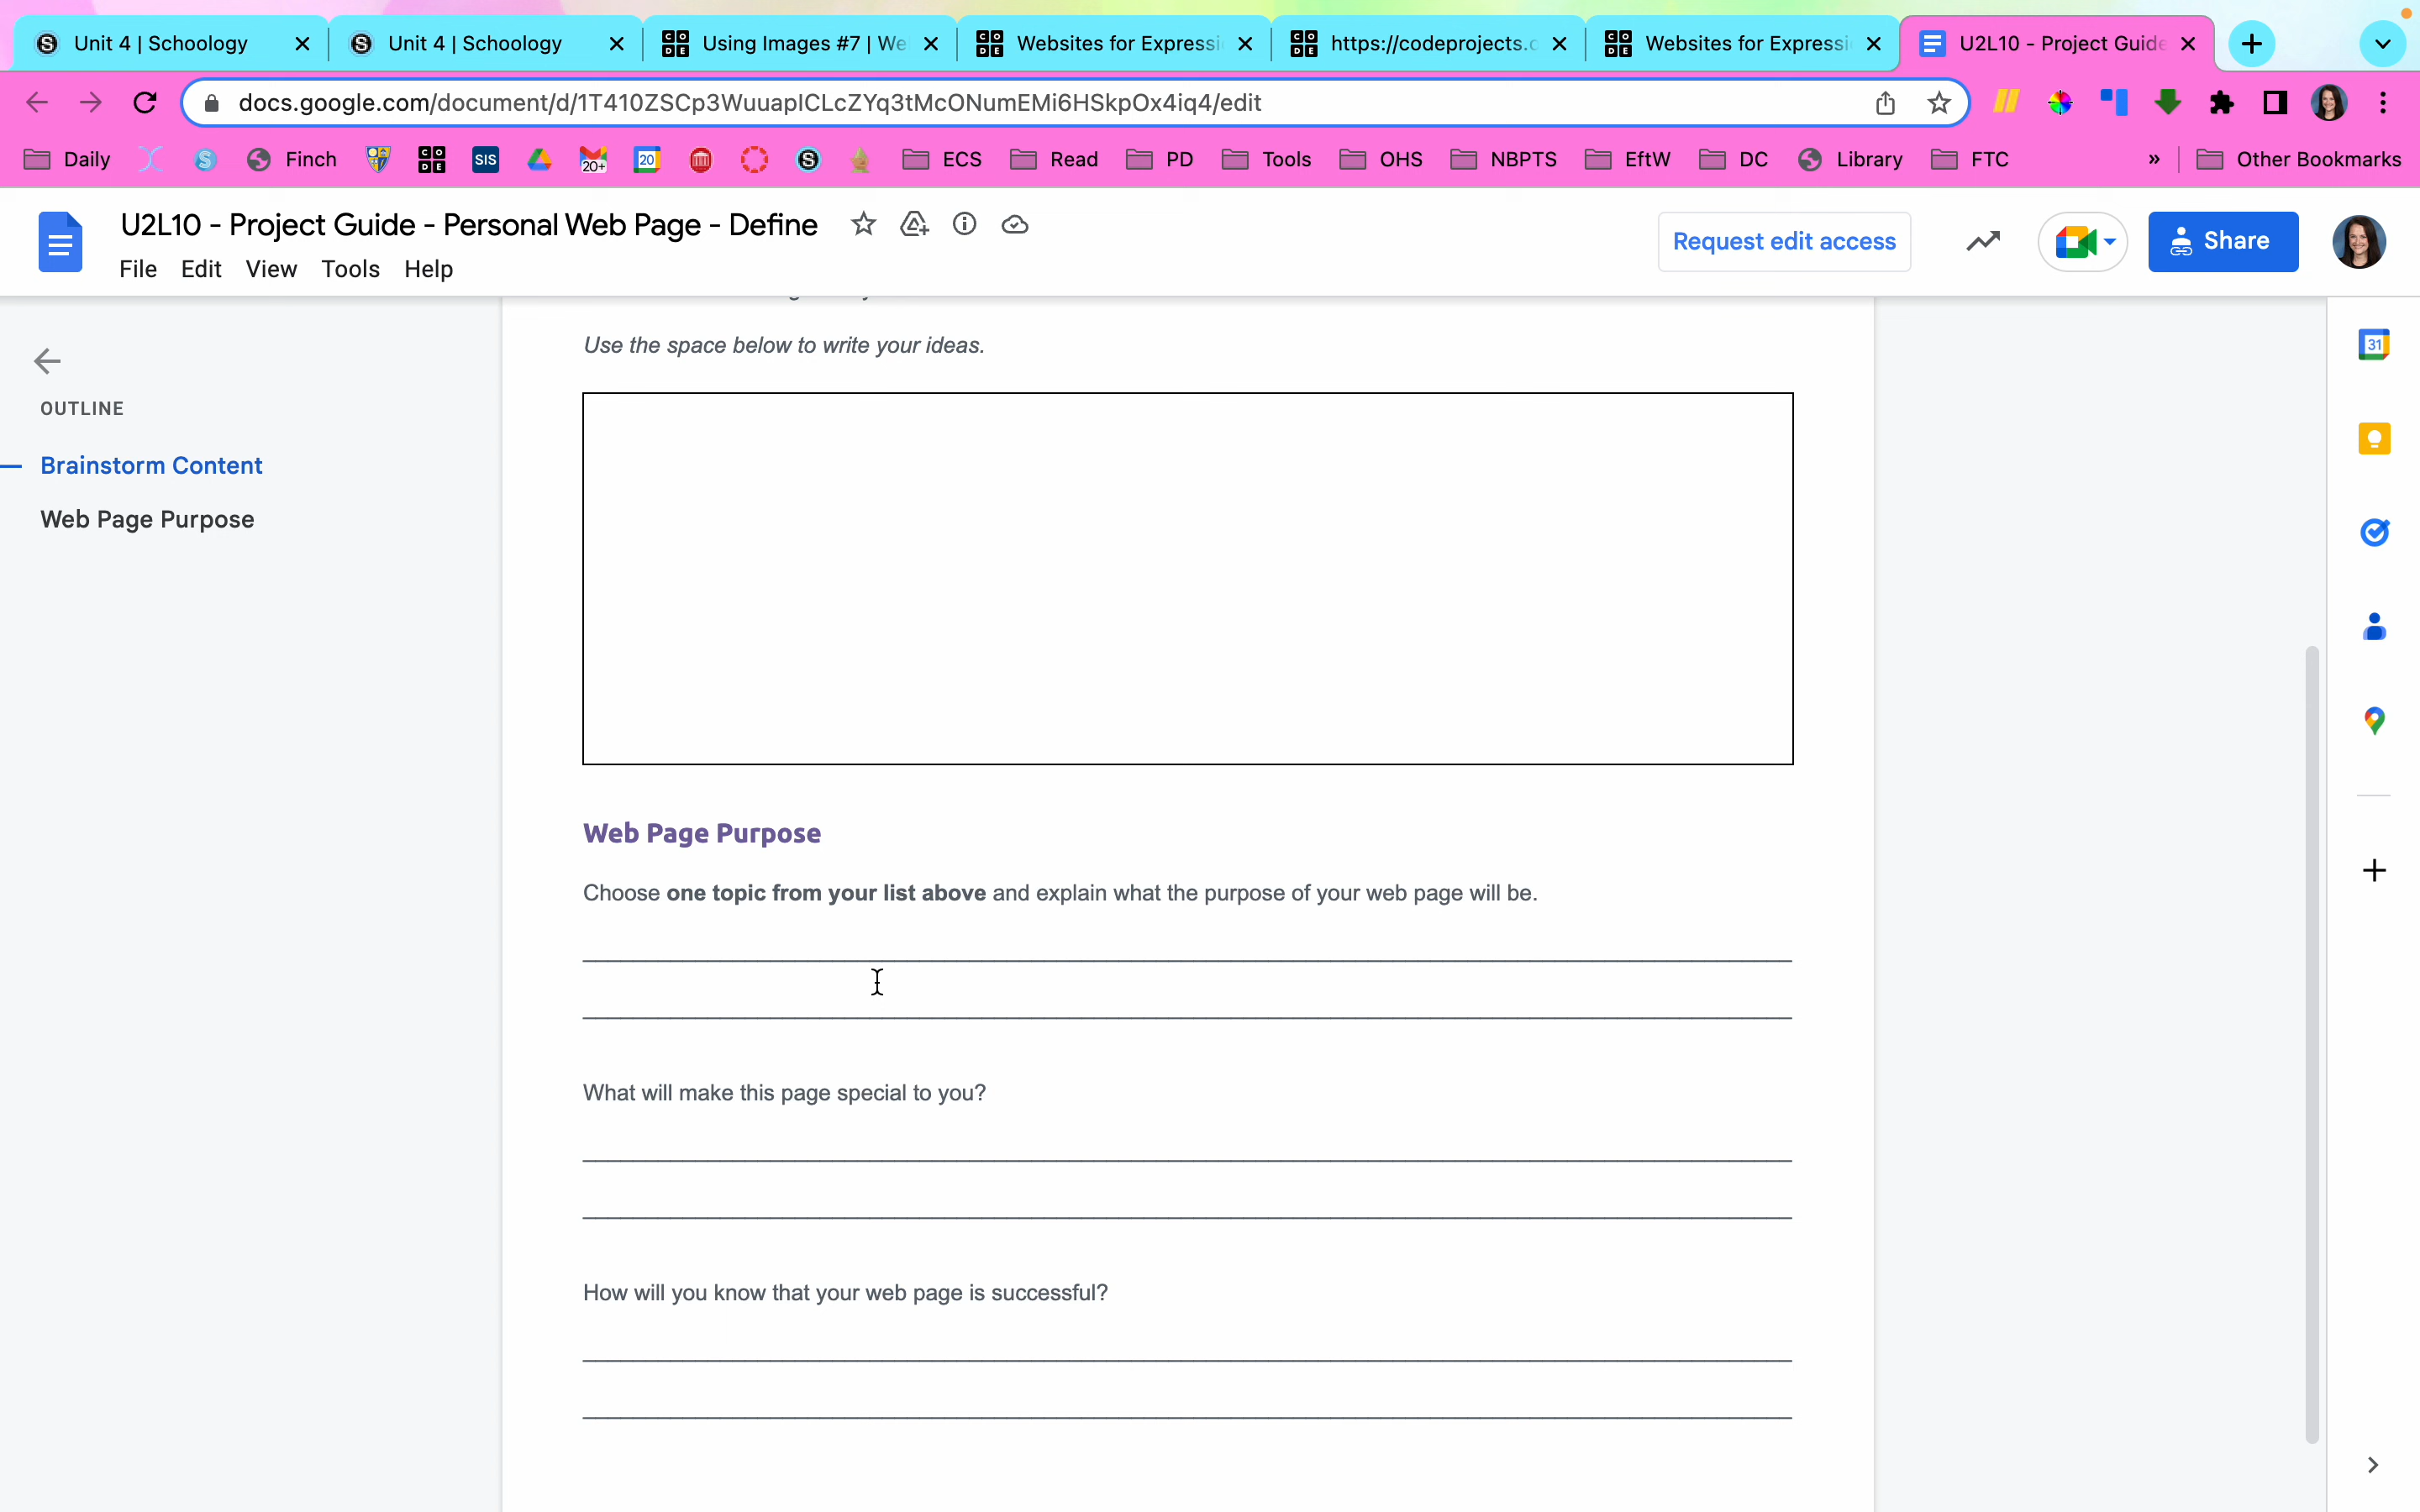 Unit 4 | Schoology
Unit 4 | Schoology
Using Images #7 | We
Websites for Expressi
https://codeprojects.c
Websites for Expressi
U2L10 - Project Guide
docs.google.com/document/d/1T410ZSCp3WuuaplCLcZYq3tMcONumEMi6HSkpOx4iq4/edit
Daily
Finch
CODE
SIS
20+
20
ECS
Read
PD
Tools
OHS
NBPTS
EftW
DC
Library
FTC
»
Other Bookmarks
U2L10 - Project Guide - Personal Web Page - Define
File Edit View Tools Help
Request edit access
Share
OUTLINE
Brainstorm Content
Web Page Purpose
31
Use the space below to write your ideas.
Web Page Purpose
Choose one topic from your list above and explain what the purpose of your web page will be.
What will make this page special to you?
How will you know that your web page is successful?